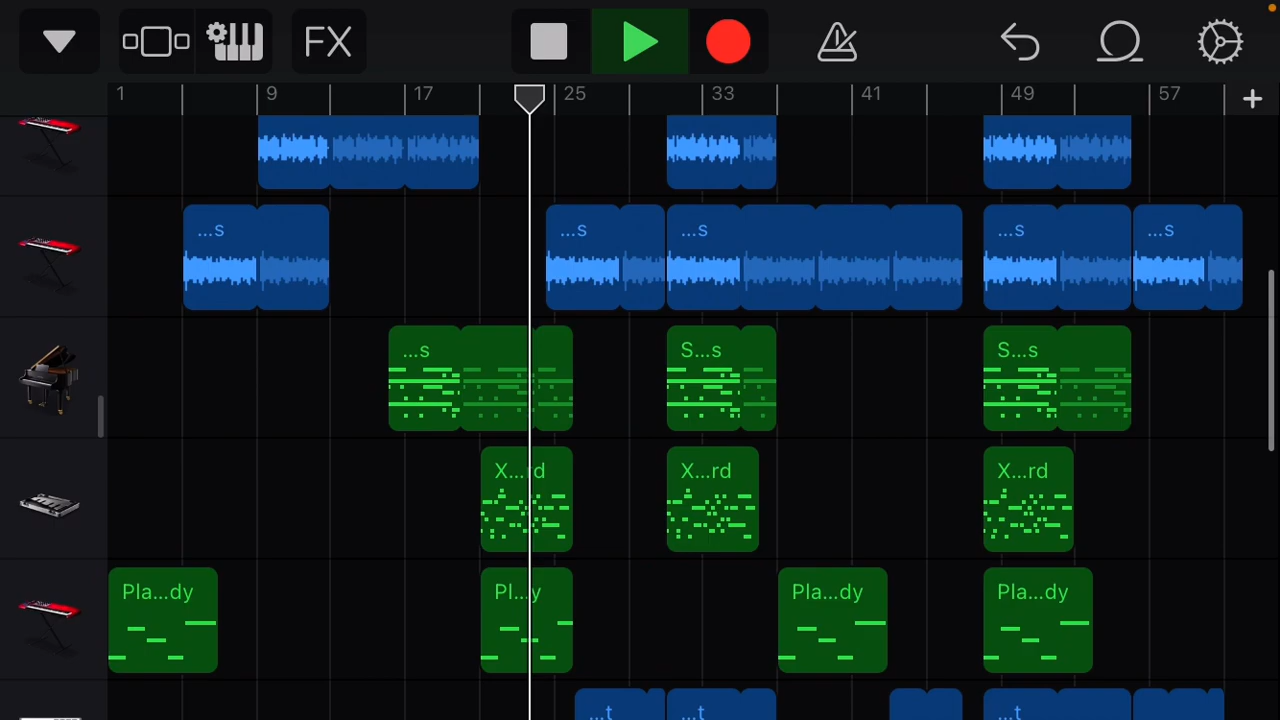 FX
1 9 17 25 33 41 49 57
...s ...s ...s ...s ...s
...s S...s S...s
X...rd X...rd X...rd
Pla...dy Pl...y Pla...dy Pla...dy
...t ...t ...t